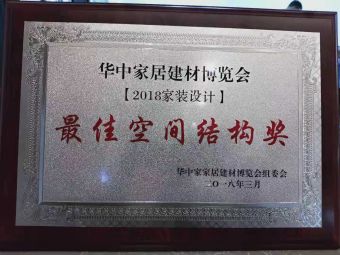 华中家居建材博览会
【2018家装设计】
最佳空间结构奖
华中家家居建材博览会组委会
二〇一八年三月